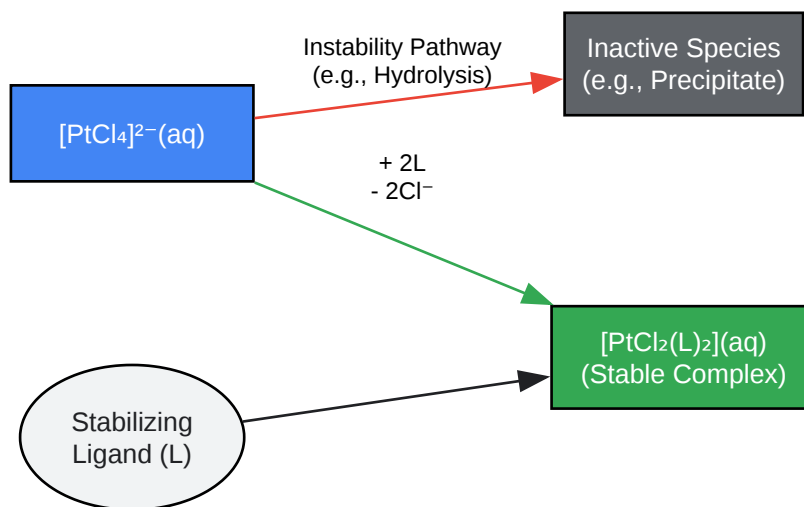 Instability Pathway
(e.g., Hydrolysis)
Inactive Species
(e.g., Precipitate)
[PtCl₄]²⁻(aq)
+ 2L
- 2Cl⁻
[PtCl₂(L)₂](aq)
(Stable Complex)
Stabilizing
Ligand (L)